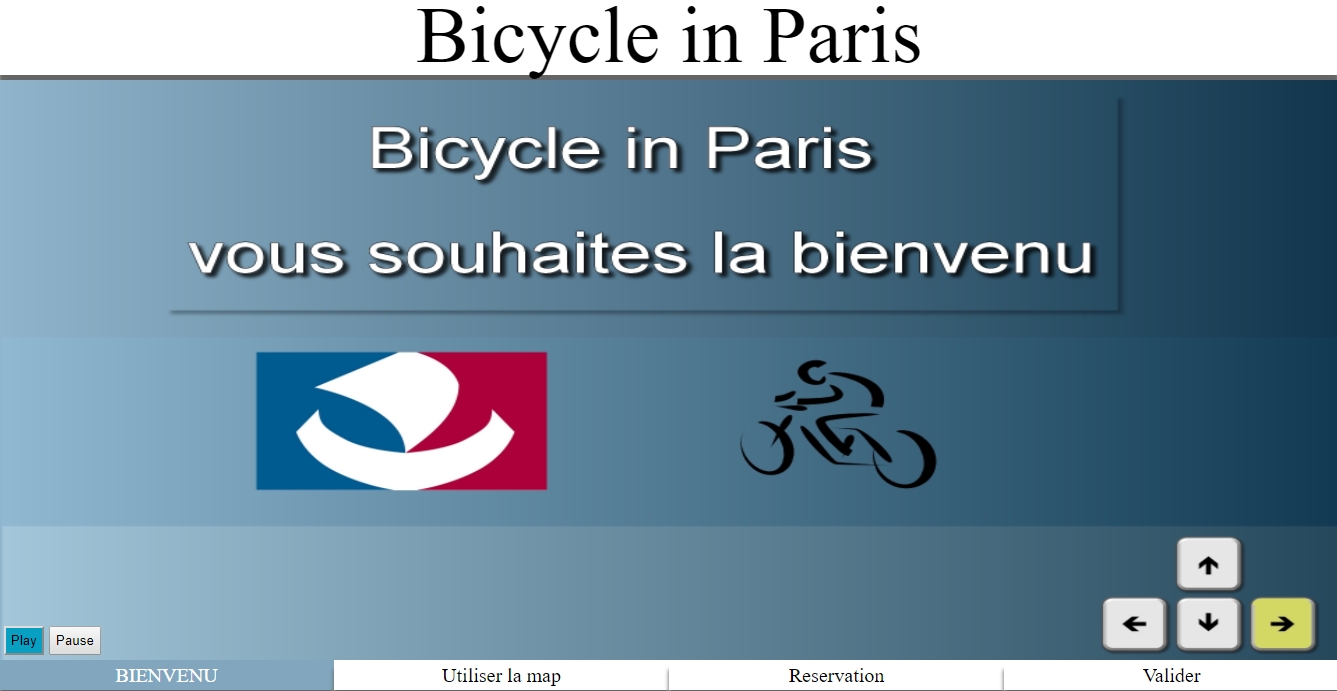 Bicycle in Paris
Bicycle in Paris
vous souhaites la bienvenu
Play Pause
BIENVENU Utiliser la map Reservation Valider